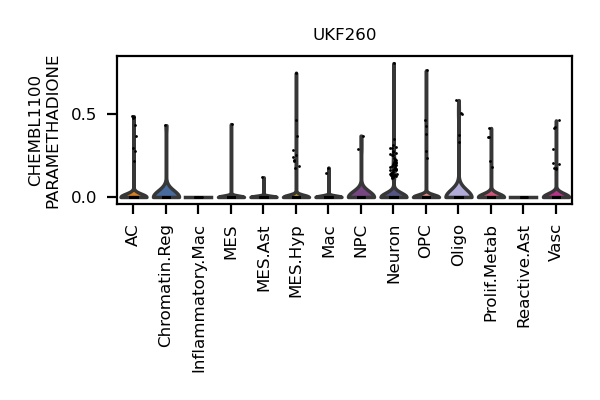 UKF260
CHEMBL1100
PARAMETHADIONE
0.5
0.0
AC
Chromatin.Reg
Inflammatory.Mac
MES
MES.Ast
MES.Hyp
Mac
NPC
Neuron
OPC
Oligo
Prolif.Metab
Reactive.Ast
Vasc